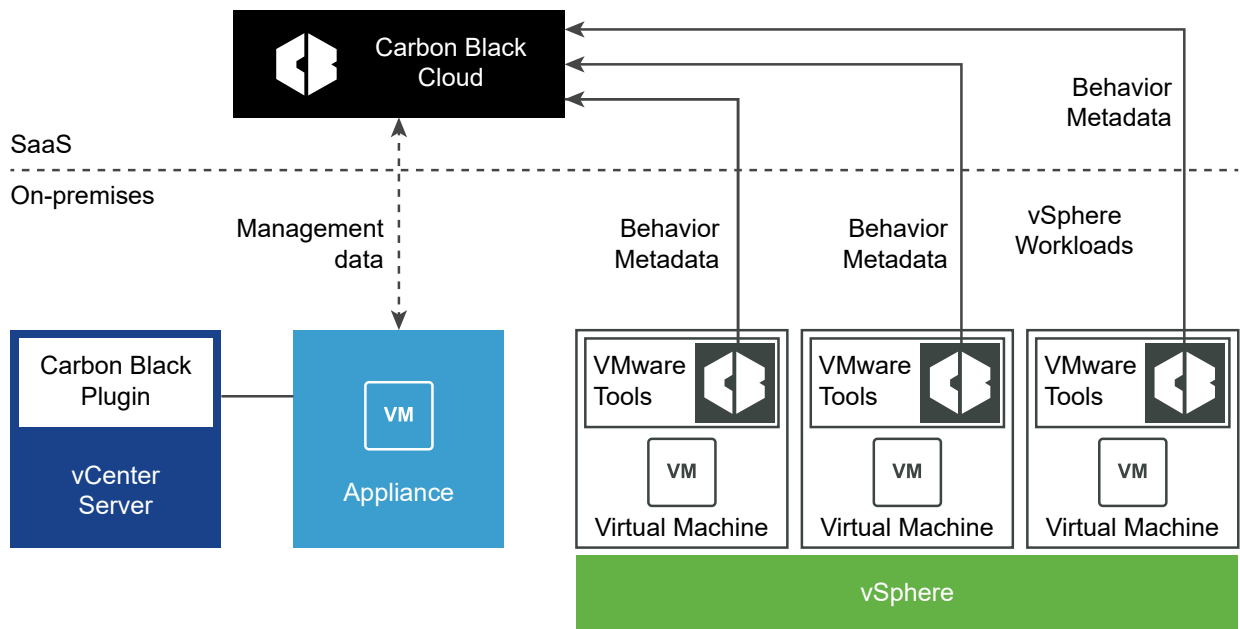 Carbon Black
Cloud
Behavior
Metadata
SaaS
On-premises
Management
data
Behavior
Metadata
Behavior
Metadata
vSphere
Workloads
Carbon Black
Plugin
vCenter
Server
VM
Appliance
VMware
Tools
VM
Virtual Machine
VMware
Tools
VM
Virtual Machine
VMware
Tools
VM
Virtual Machine
vSphere